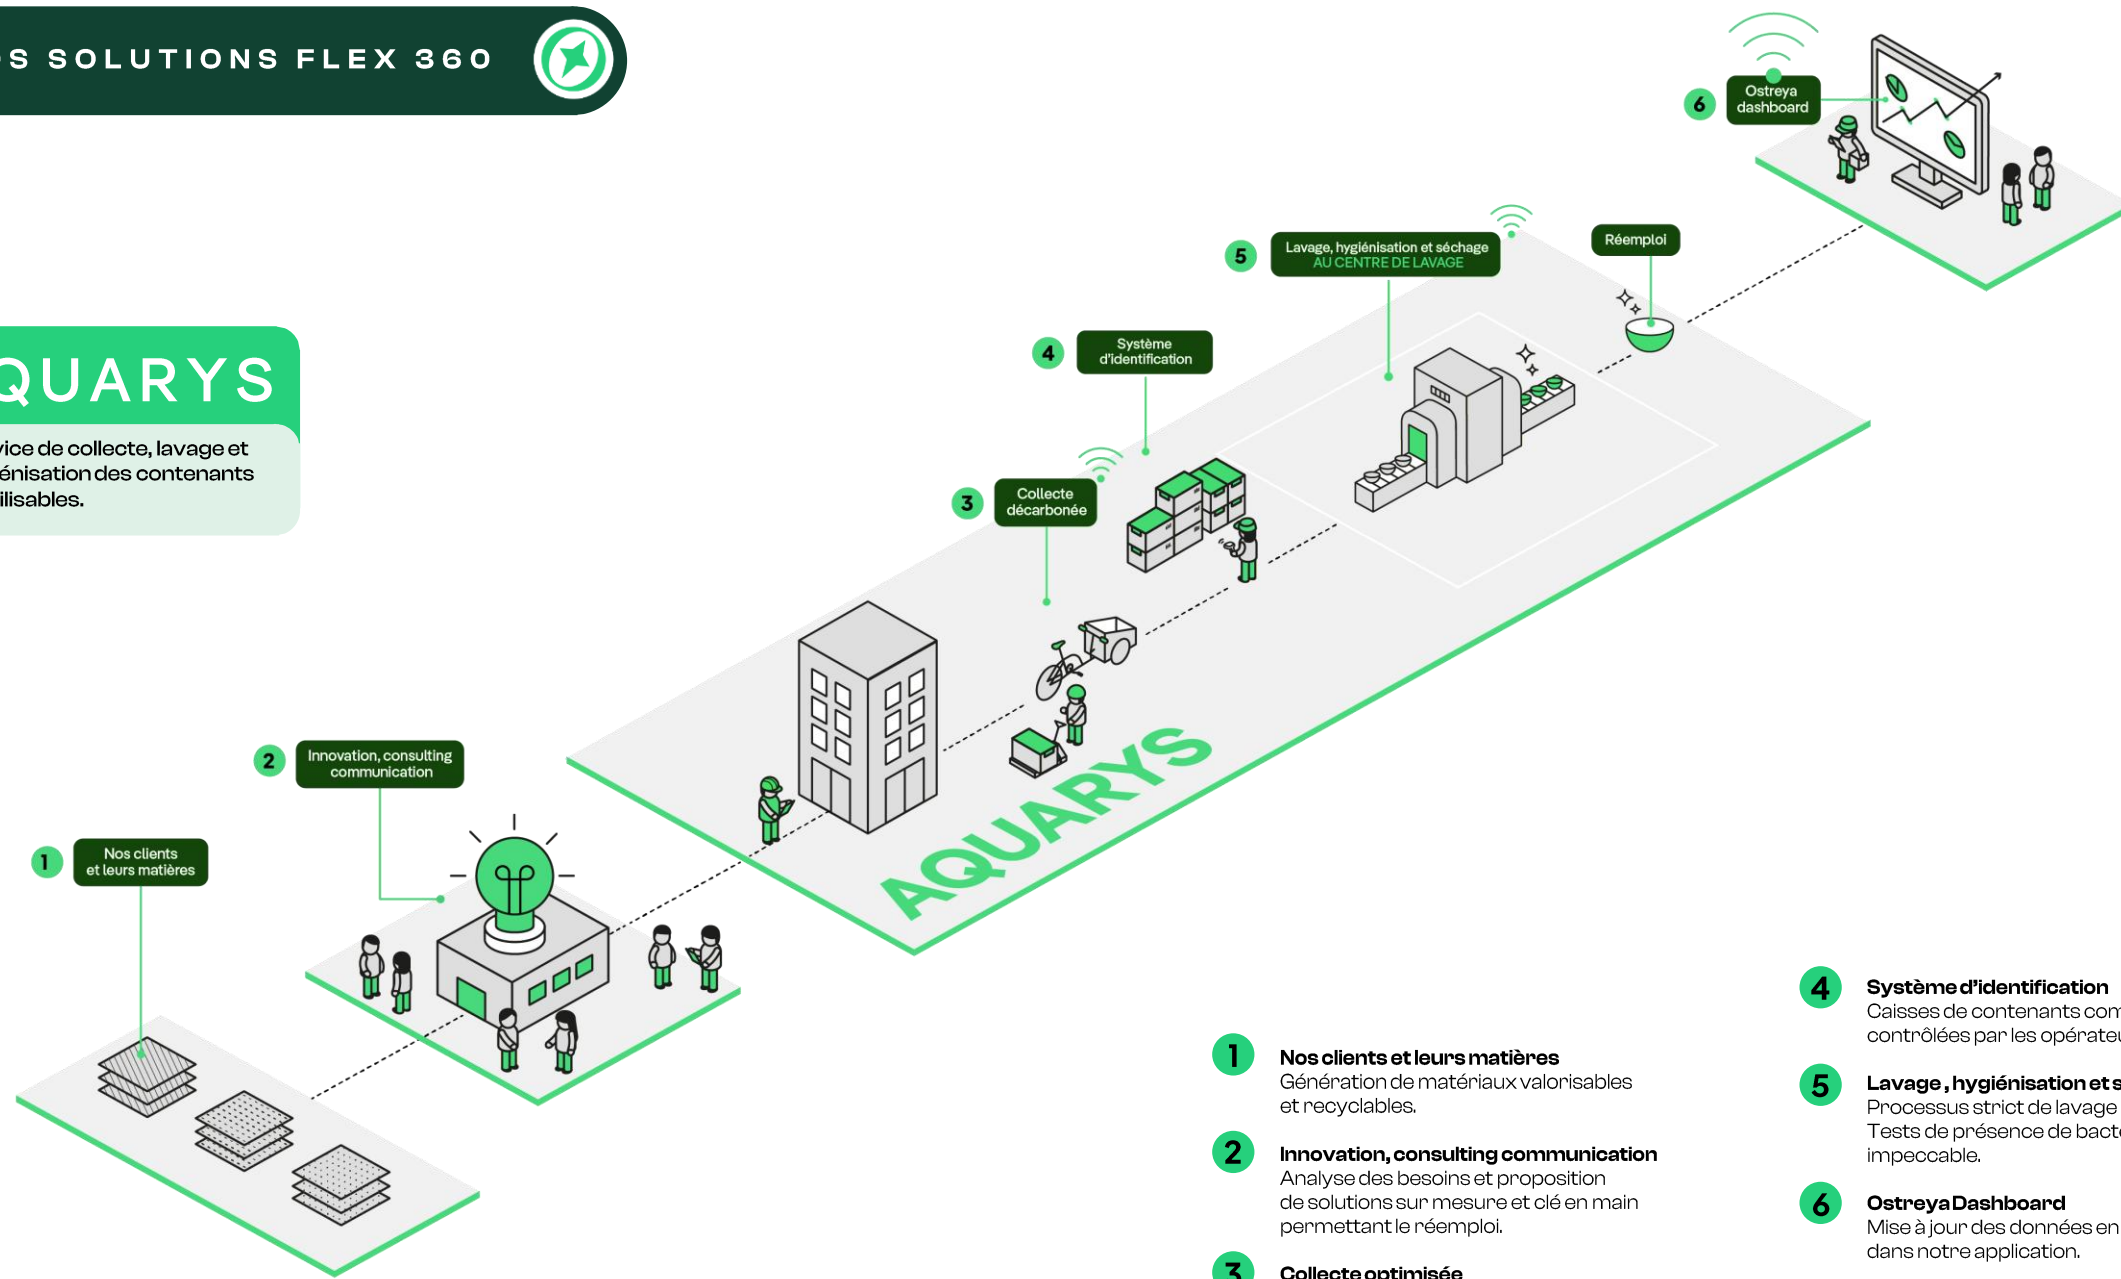 S SOLUTIONS FLEX 360
QUARYS
vice de collecte, lavage et
énisation des contenants
ilisables.
6
Ostreya
dashboard
5
Lavage, hygiénisation et séchage
AU CENTRE DE LAVAGE
Réemploi
4
Système
d'identification
3
Collecte
décarbonée
2
Innovation, consulting
communication
1
Nos clients
et leurs matières
AQUARYS
1
Nos clients et leurs matières
Génération de matériaux valorisables
et recyclables.
2
Innovation, consulting communication
Analyse des besoins et proposition
de solutions sur mesure et clé en main
permettant le réemploi.
3
Collecte optimisée
4
Système d'identification
Caisses de contenants com
contrôlées par les opérateu
5
Lavage, hygiénisation et s
Processus strict de lavage
Tests de présence de bacté
impeccable.
6
Ostreya Dashboard
Mise à jour des données en
dans notre application.